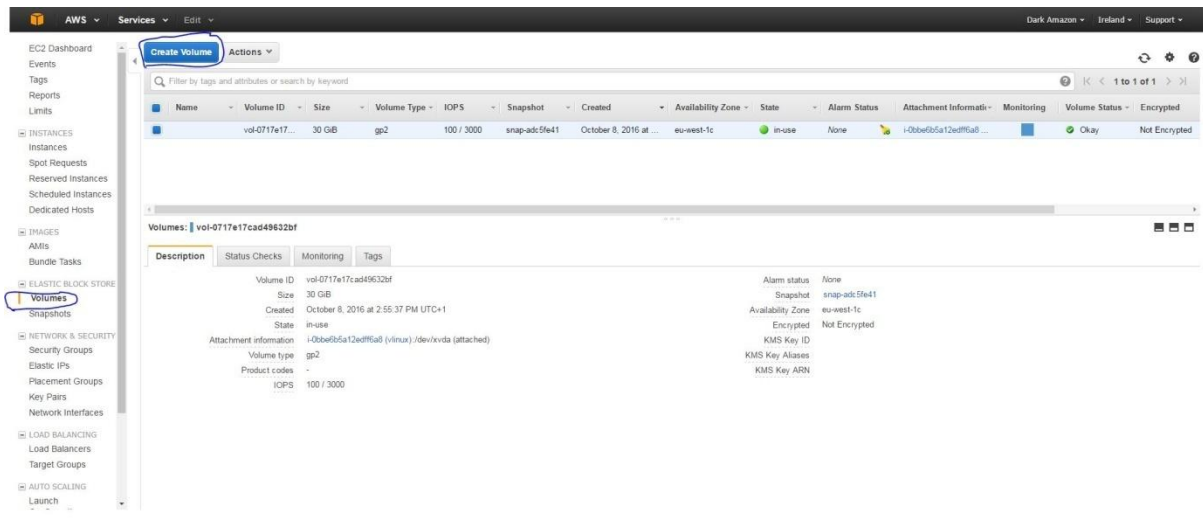 AWS Services Edit Dark Amazon Ireland Support
EC2 Dashboard
Events
Tags
Reports
Limits
INSTANCES
Instances
Spot Requests
Reserved Instances
Scheduled Instances
Dedicated Hosts
IMAGES
AMIs
Bundle Tasks
ELASTIC BLOCK STORE
Volumes
Snapshots
NETWORK & SECURITY
Security Groups
Elastic IPs
Placement Groups
Key Pairs
Network Interfaces
LOAD BALANCING
Load Balancers
Target Groups
AUTO SCALING
Launch
Create Volume Actions
Filter by tags and attributes or search by keyword 1 to 1 of 1
Name Volume ID Size Volume Type IOPS Snapshot Created Availability Zone State Alarm Status Attachment Informatio Monitoring Volume Status Encrypted
vol-0717e17... 30 GiB gp2 100 / 3000 snap-adc5fe41 October 8, 2016 at ... eu-west-1c in-use None i-0bbe6b5a12edff6a8 ... Okay Not Encrypted
Volumes: vol-0717e17cad49632bf
Description Status Checks Monitoring Tags
Volume ID vol-0717e17cad49632bf Alarm status None
Size 30 GiB Snapshot snap-adc5fe41
Created October 8, 2016 at 2:55:37 PM UTC+1 Availability Zone eu-west-1c
State in-use Encrypted Not Encrypted
Attachment information i-0bbe6b5a12edff6a8 (vlinux):/dev/xvda (attached) KMS Key ID
Volume type gp2 KMS Key Aliases
Product codes - KMS Key ARN
IOPS 100 / 3000